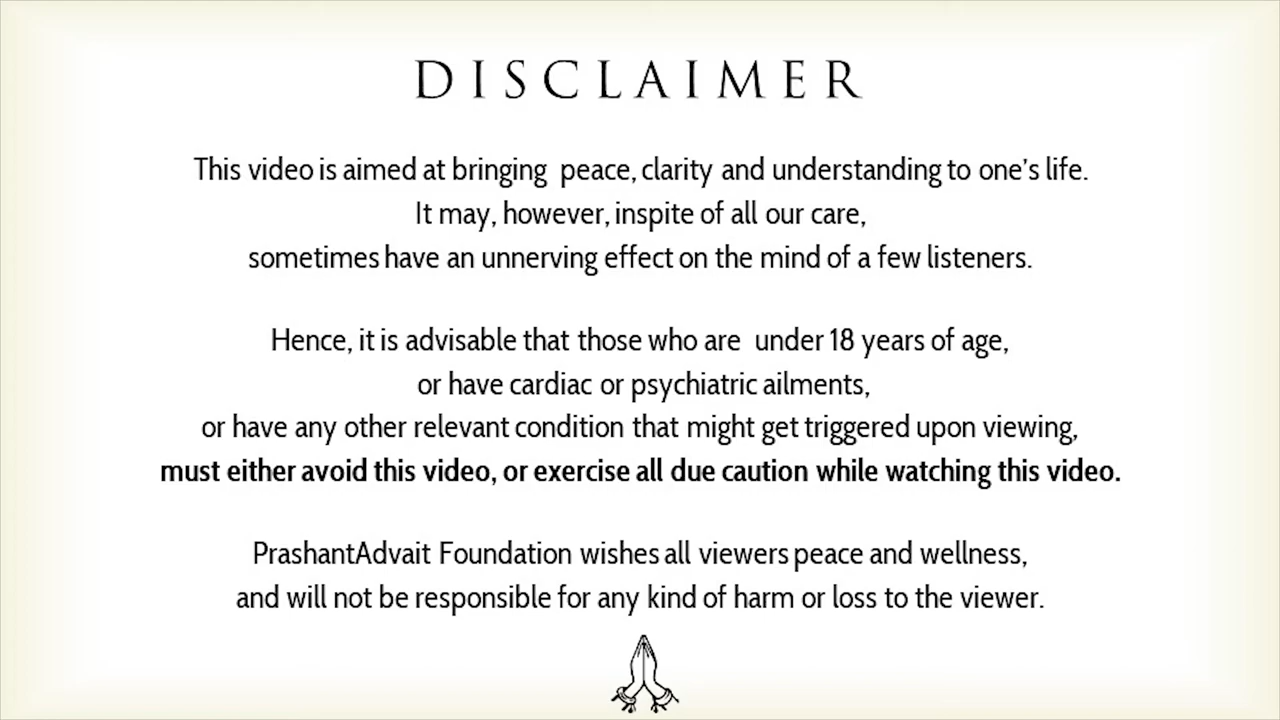 DISCLAIMER
This video is aimed at bringing peace, clarity and understanding to one's life.
It may, however, inspite of all our care,
sometimes have an unnerving effect on the mind of a few listeners.
Hence, it is advisable that those who are under 18 years of age,
or have cardiac or psychiatric ailments,
or have any other relevant condition that might get triggered upon viewing,
must either avoid this video, or exercise all due caution while watching this video.
PrashantAdvait Foundation wishes all viewers peace and wellness,
and will not be responsible for any kind of harm or loss to the viewer.